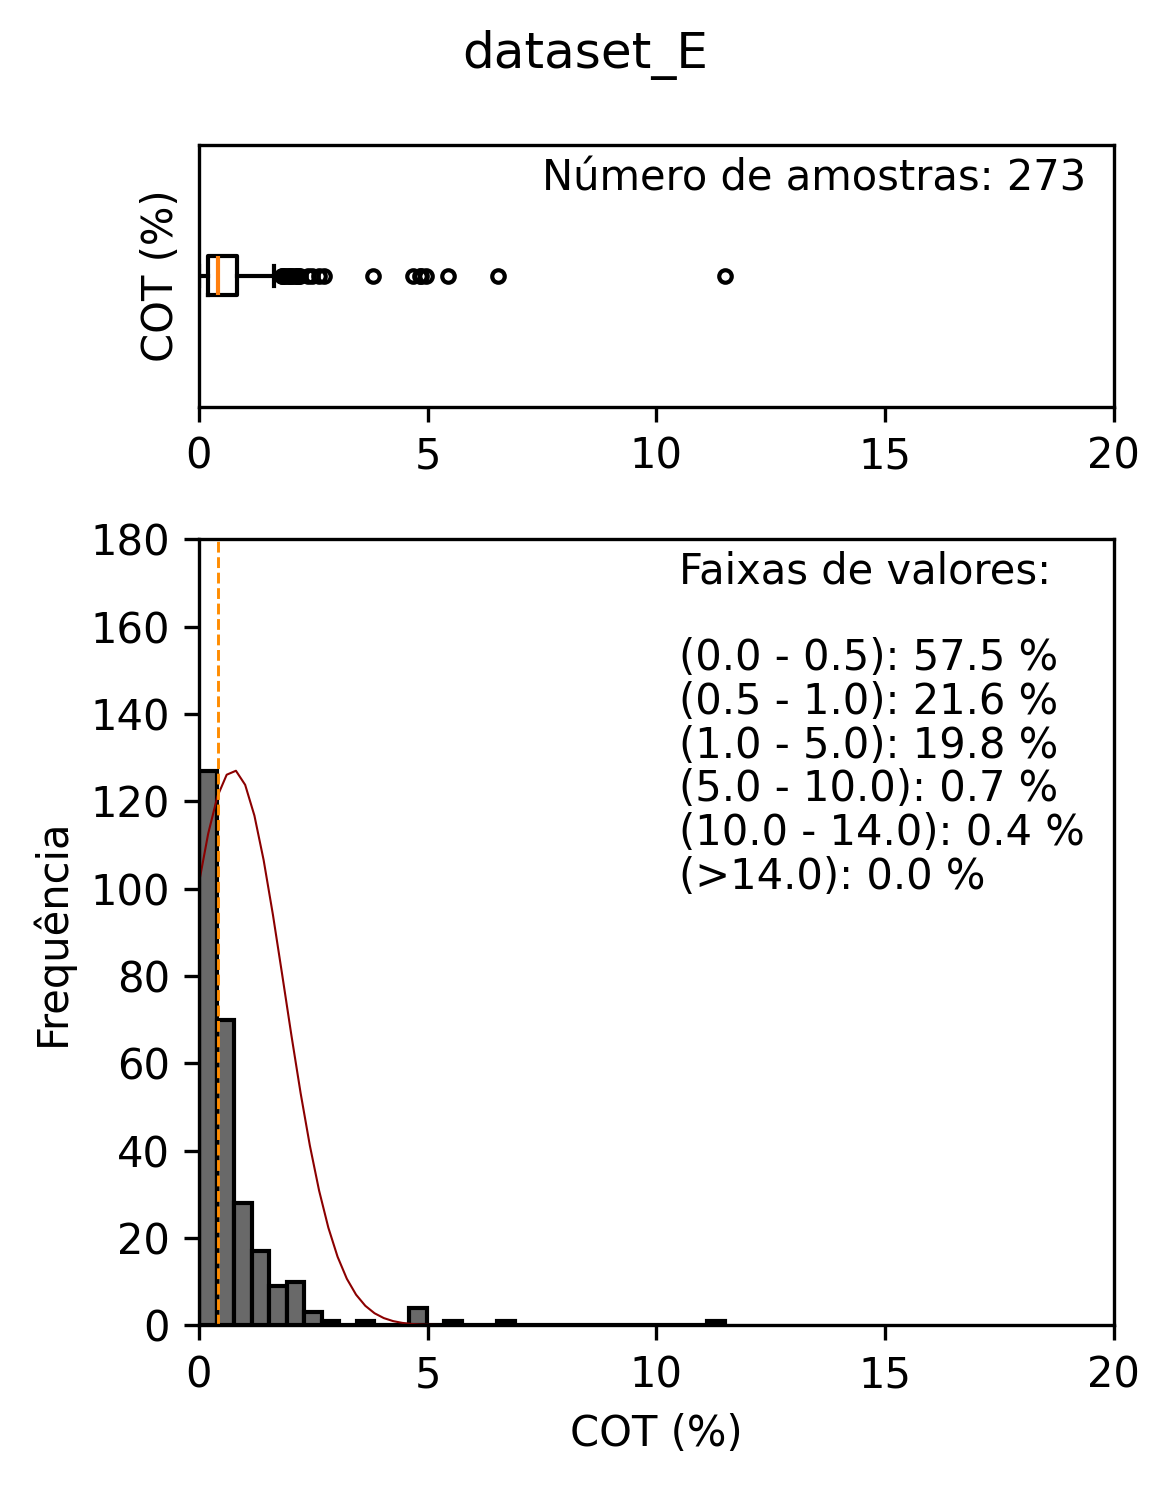 dataset_E
Número de amostras: 273
COT (%)
0 5 10 15 20
Faixas de valores:
(0.0 - 0.5): 57.5 %
(0.5 - 1.0): 21.6 %
(1.0 - 5.0): 19.8 %
(5.0 - 10.0): 0.7 %
(10.0 - 14.0): 0.4 %
(>14.0): 0.0 %
180
160
140
120
100
80
60
40
20
0
Frequência
0 5 10 15 20
COT (%)